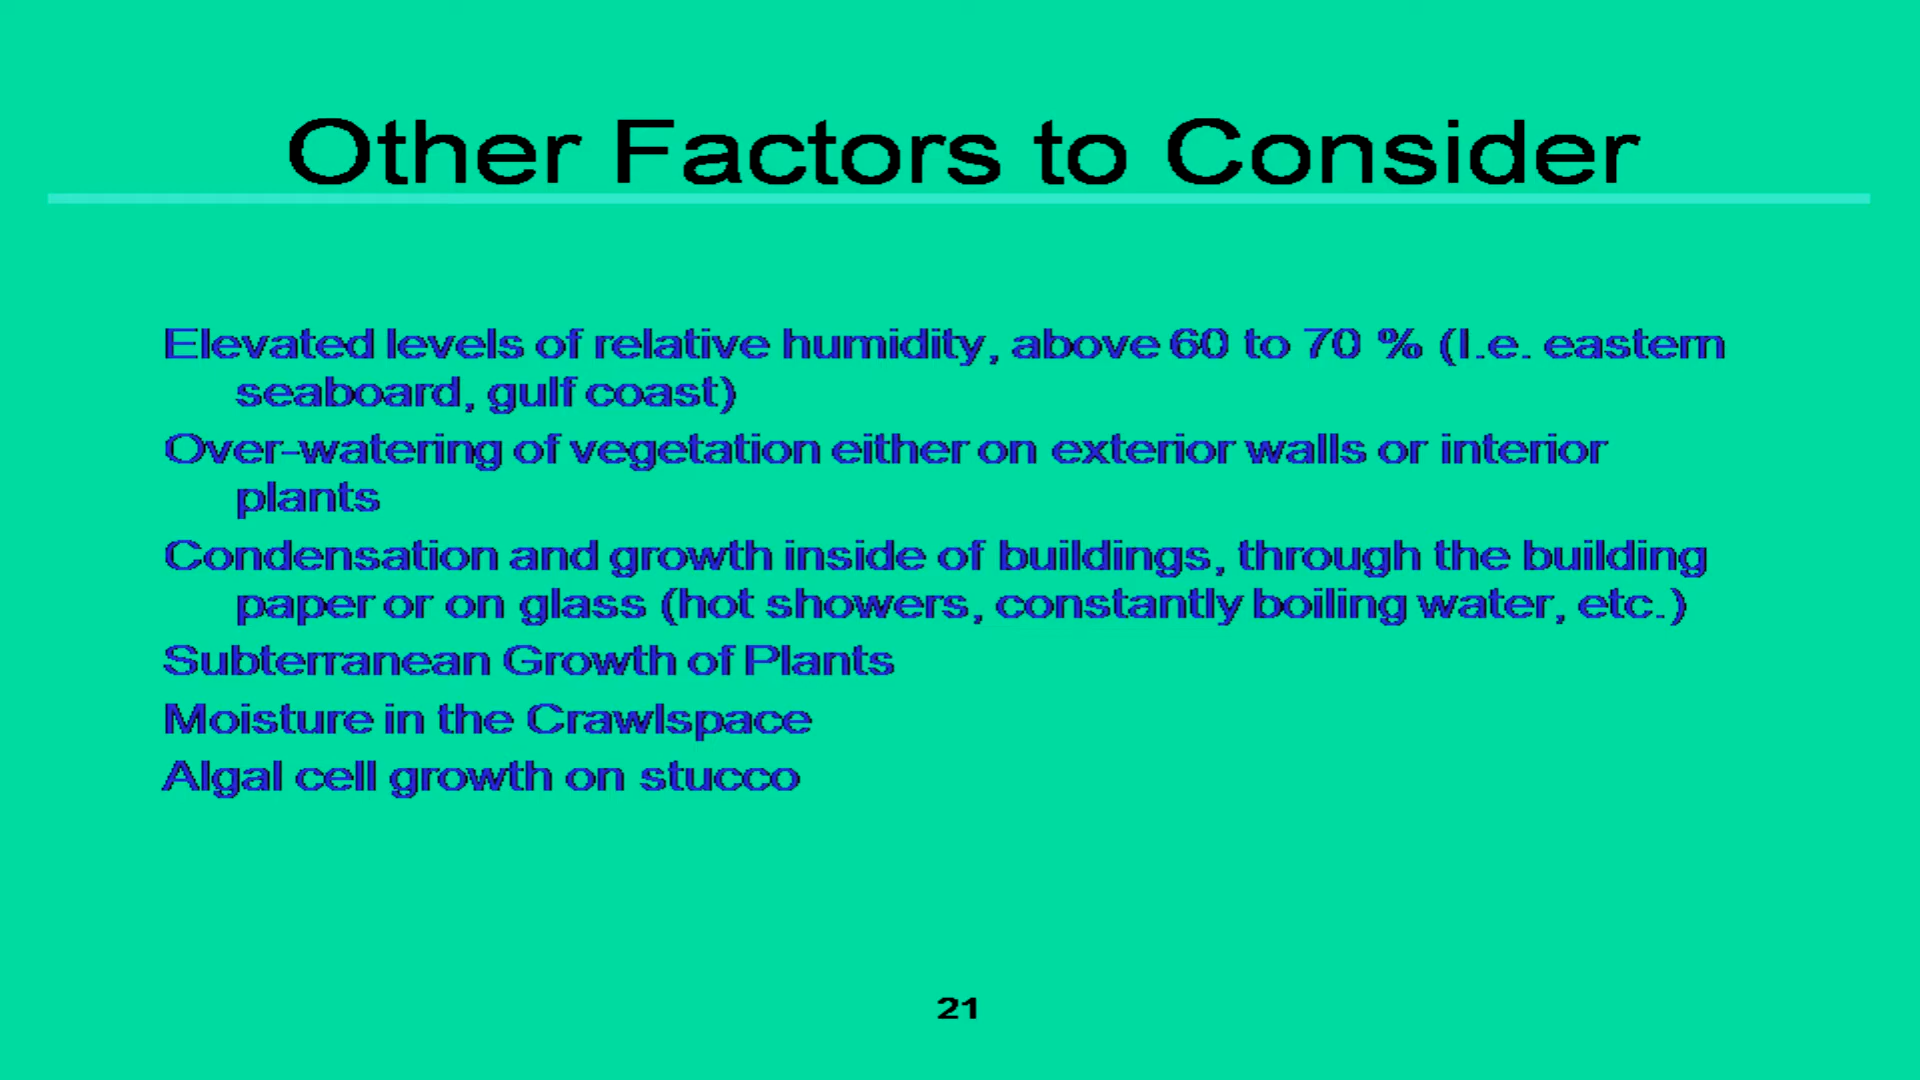 Other Factors to Consider
Elevated levels of relative humidity, above 60 to 70 % (I.e. eastern
seaboard, gulf coast)
Over-watering of vegetation either on exterior walls or interior
plants
Condensation and growth inside of buildings, through the building
paper or on glass (hot showers, constantly boiling water, etc.)
Subterranean Growth of Plants
Moisture in the Crawlspace
Algal cell growth on stucco
21